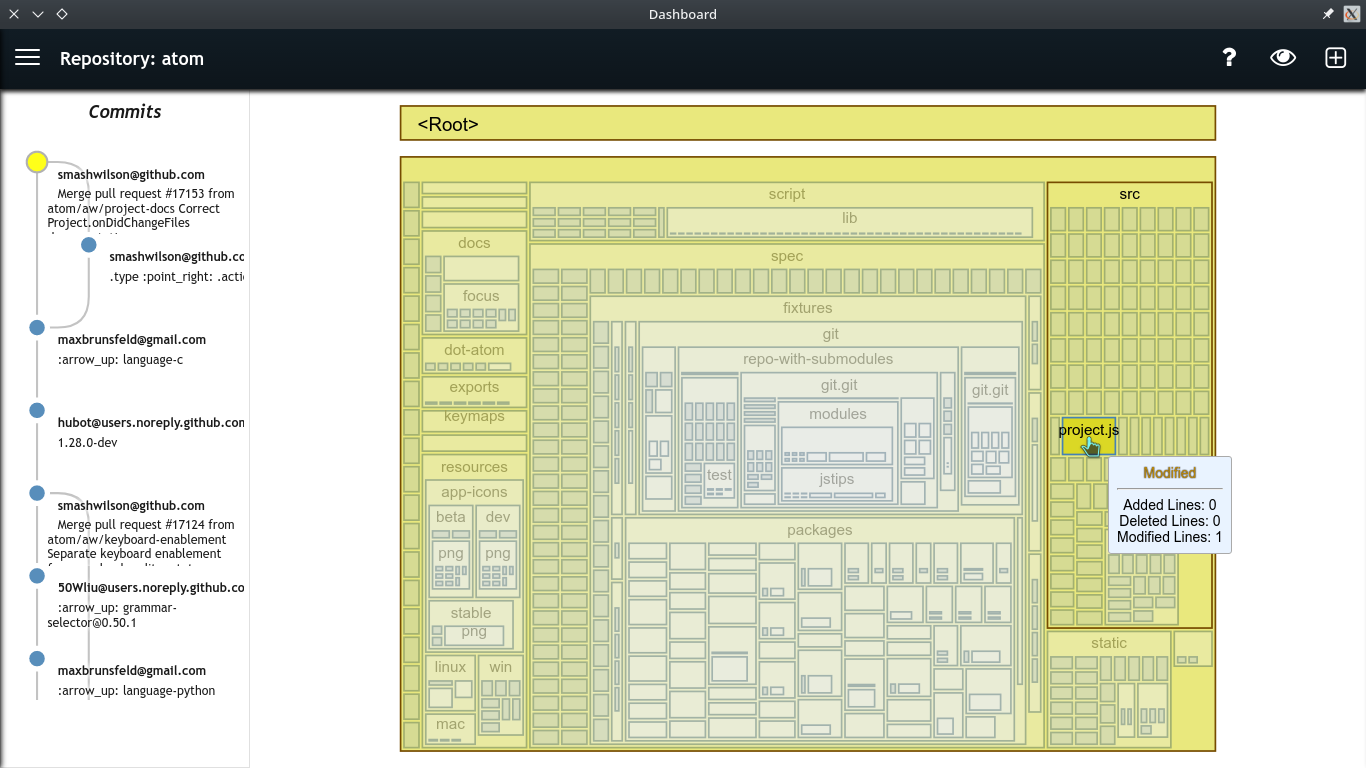 Dashboard
Repository: atom
?
Commits
smashwilson@github.com
Merge pull request #17153 from
atom/aw/project-docs Correct
Project.onDidChangeFiles
smashwilson@github.co
.type :point_right: .acti
maxbrunsfeld@gmail.com
:arrow_up: language-c
hubot@users.noreply.github.com
1.28.0-dev
smashwilson@github.com
Merge pull request #17124 from
atom/aw/keyboard-enablement
Separate keyboard enablement
50Wliu@users.noreply.github.co
:arrow_up: grammar-
selector@0.50.1
maxbrunsfeld@gmail.com
:arrow_up: language-python
<Root>
script
lib
src
docs
focus
dot-atom
exports
keymaps
resources
app-icons
beta
dev
png
png
stable
png
linux
win
mac
spec
fixtures
git
repo-with-submodules
git.git
git.git
modules
test
jstips
packages
project.js
Modified
Added Lines: 0
Deleted Lines: 0
Modified Lines: 1
static